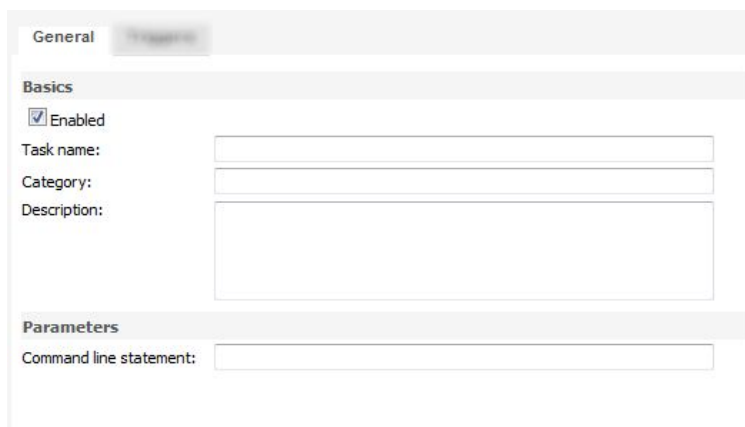 General
Basics
Enabled
Task name:
Category:
Description:
Parameters
Command line statement: